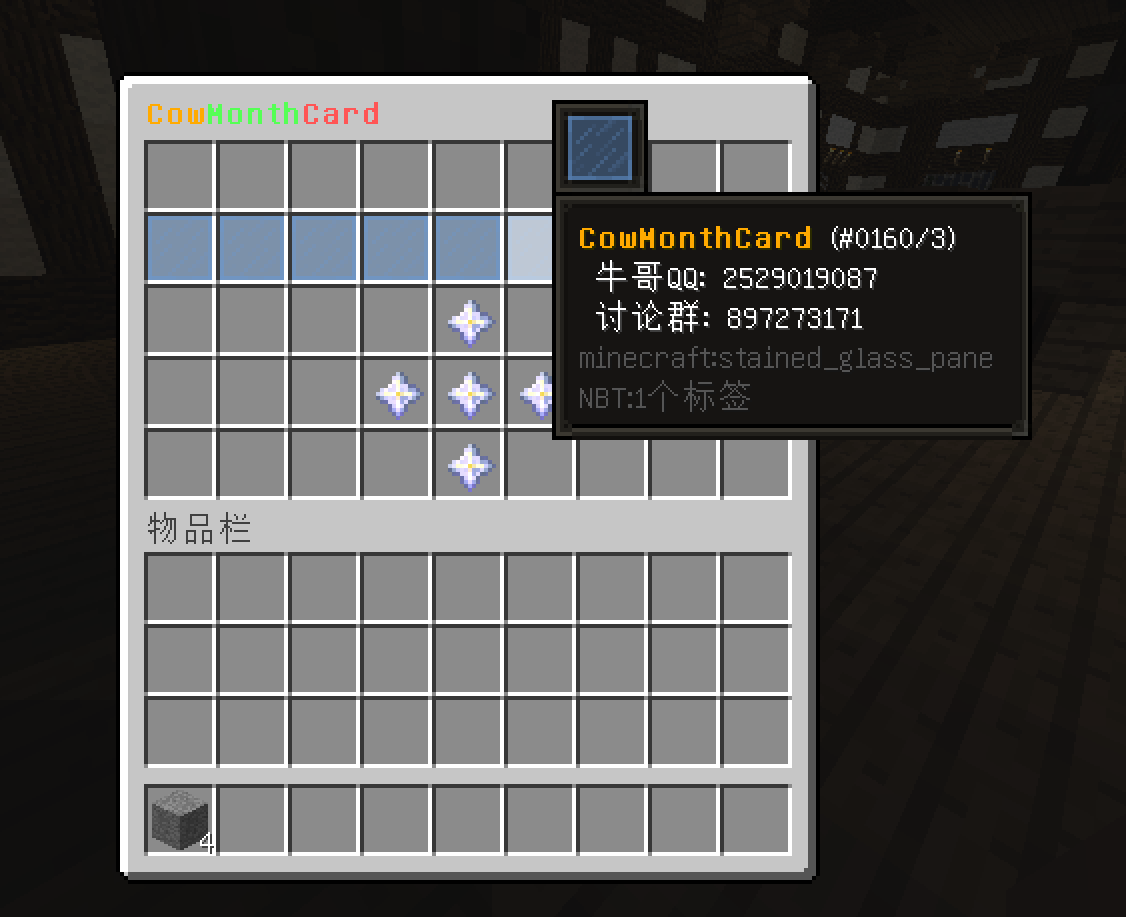 CowMonthCard
CowMonthCard (#0160/3)
牛哥QQ: 2529019087
讨论群: 897273171
minecraft:stained_glass_pane
NBT:1个标签
物品栏
4